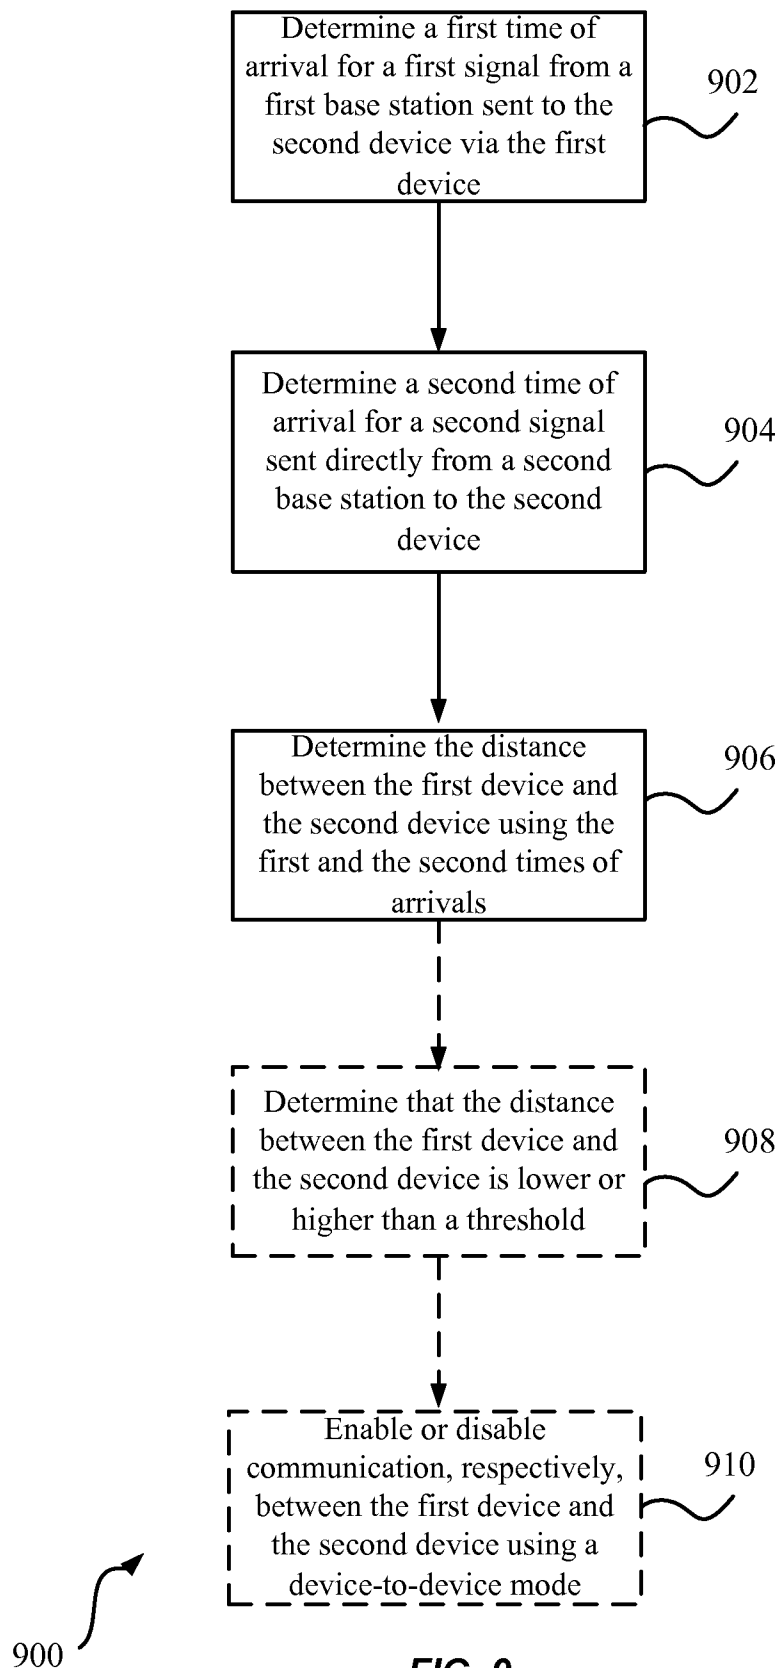 Determine a first time of
arrival for a first signal from a
first base station sent to the
second device via the first
device
902
Determine a second time of
arrival for a second signal
sent directly from a second
base station to the second
device
904
Determine the distance
between the first device and
the second device using the
first and the second times of
arrivals
906
Determine that the distance
between the first device and
the second device is lower or
higher than a threshold
908
Enable or disable
communication, respectively,
between the first device and
the second device using a
device-to-device mode
910
900
FIG. 9